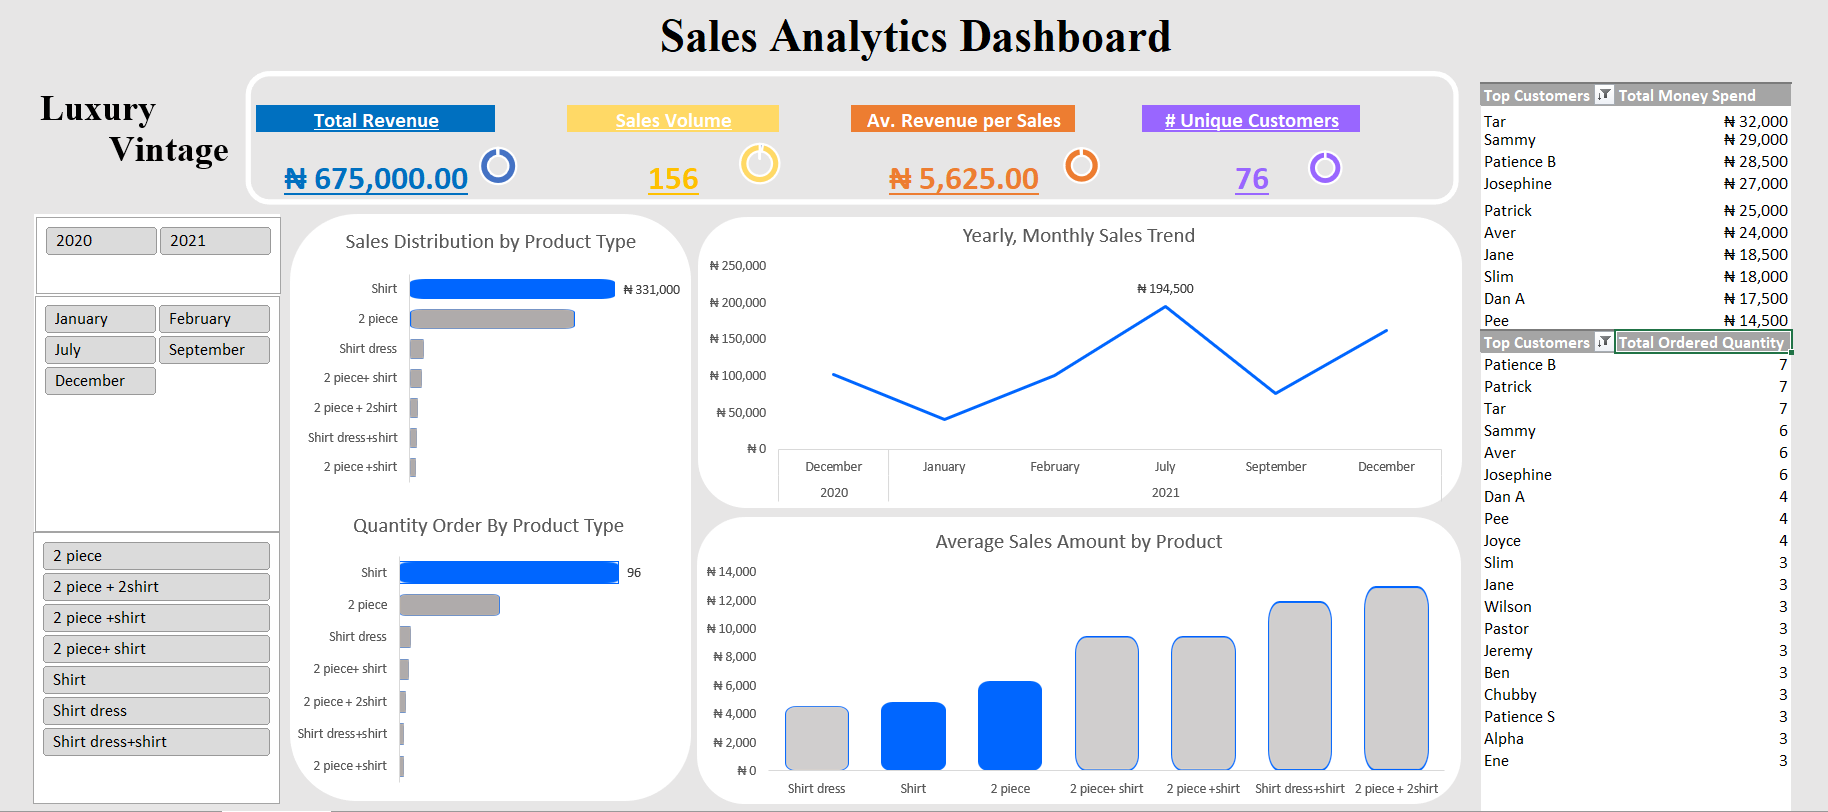 Sales Analytics Dashboard
Luxury
Vintage
Total Revenue
₦ 675,000.00
Sales Volume
156
Av. Revenue per Sales
₦ 5,625.00
# Unique Customers
76
2020
2021
January
February
July
September
December
2 piece
2 piece + 2shirt
2 piece +shirt
2 piece+ shirt
Shirt
Shirt dress
Shirt dress+shirt
Sales Distribution by Product Type
Shirt
₦ 331,000
2 piece
Shirt dress
2 piece+ shirt
2 piece + 2shirt
Shirt dress+shirt
2 piece +shirt
Quantity Order By Product Type
Shirt
96
2 piece
Shirt dress
2 piece+ shirt
2 piece + 2shirt
Shirt dress+shirt
2 piece +shirt
Yearly, Monthly Sales Trend
₦ 250,000
₦ 200,000
₦ 150,000
₦ 100,000
₦ 50,000
₦ 0
₦ 194,500
December January February July September December
2020 2021
Average Sales Amount by Product
₦ 14,000
₦ 12,000
₦ 10,000
₦ 8,000
₦ 6,000
₦ 4,000
₦ 2,000
₦ 0
Shirt dress Shirt 2 piece 2 piece+ shirt 2 piece +shirt Shirt dress+shirt 2 piece + 2shirt
Top Customers Total Money Spend
Tar ₦ 32,000
Sammy ₦ 29,000
Patience B ₦ 28,500
Josephine ₦ 27,000
Patrick ₦ 25,000
Aver ₦ 24,000
Jane ₦ 18,500
Slim ₦ 18,000
Dan A ₦ 17,500
Pee ₦ 14,500
Top Customers Total Ordered Quantity
Patience B 7
Patrick 7
Tar 7
Sammy 6
Aver 6
Josephine 6
Dan A 4
Pee 4
Joyce 4
Slim 3
Jane 3
Wilson 3
Pastor 3
Jeremy 3
Ben 3
Chubby 3
Patience S 3
Alpha 3
Ene 3